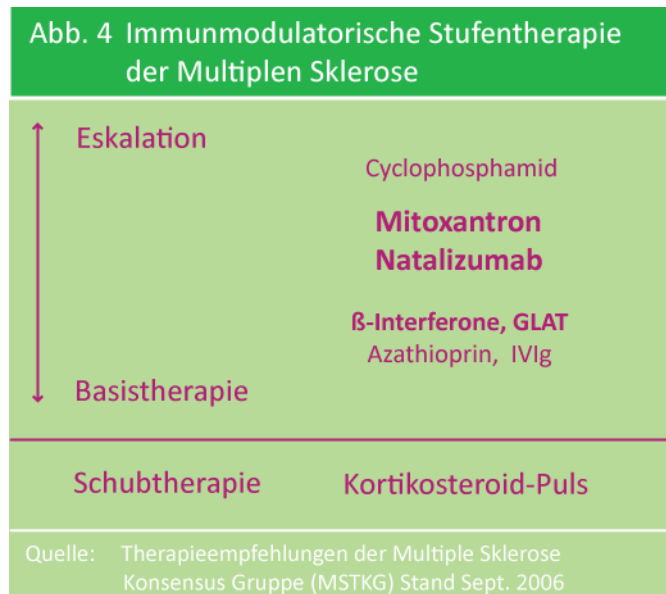 Abb. 4 Immunmodulatorische Stufentherapie
der Multiplen Sklerose
Eskalation
Cyclophosphamid
Mitoxantron
Natalizumab
ß-Interferone, GLAT
Azathioprin, IVIg
Basistherapie
Schubtherapie Kortikosteroid-Puls
Quelle: Therapieempfehlungen der Multiple Sklerose
Konsensus Gruppe (MSTKG) Stand Sept. 2006